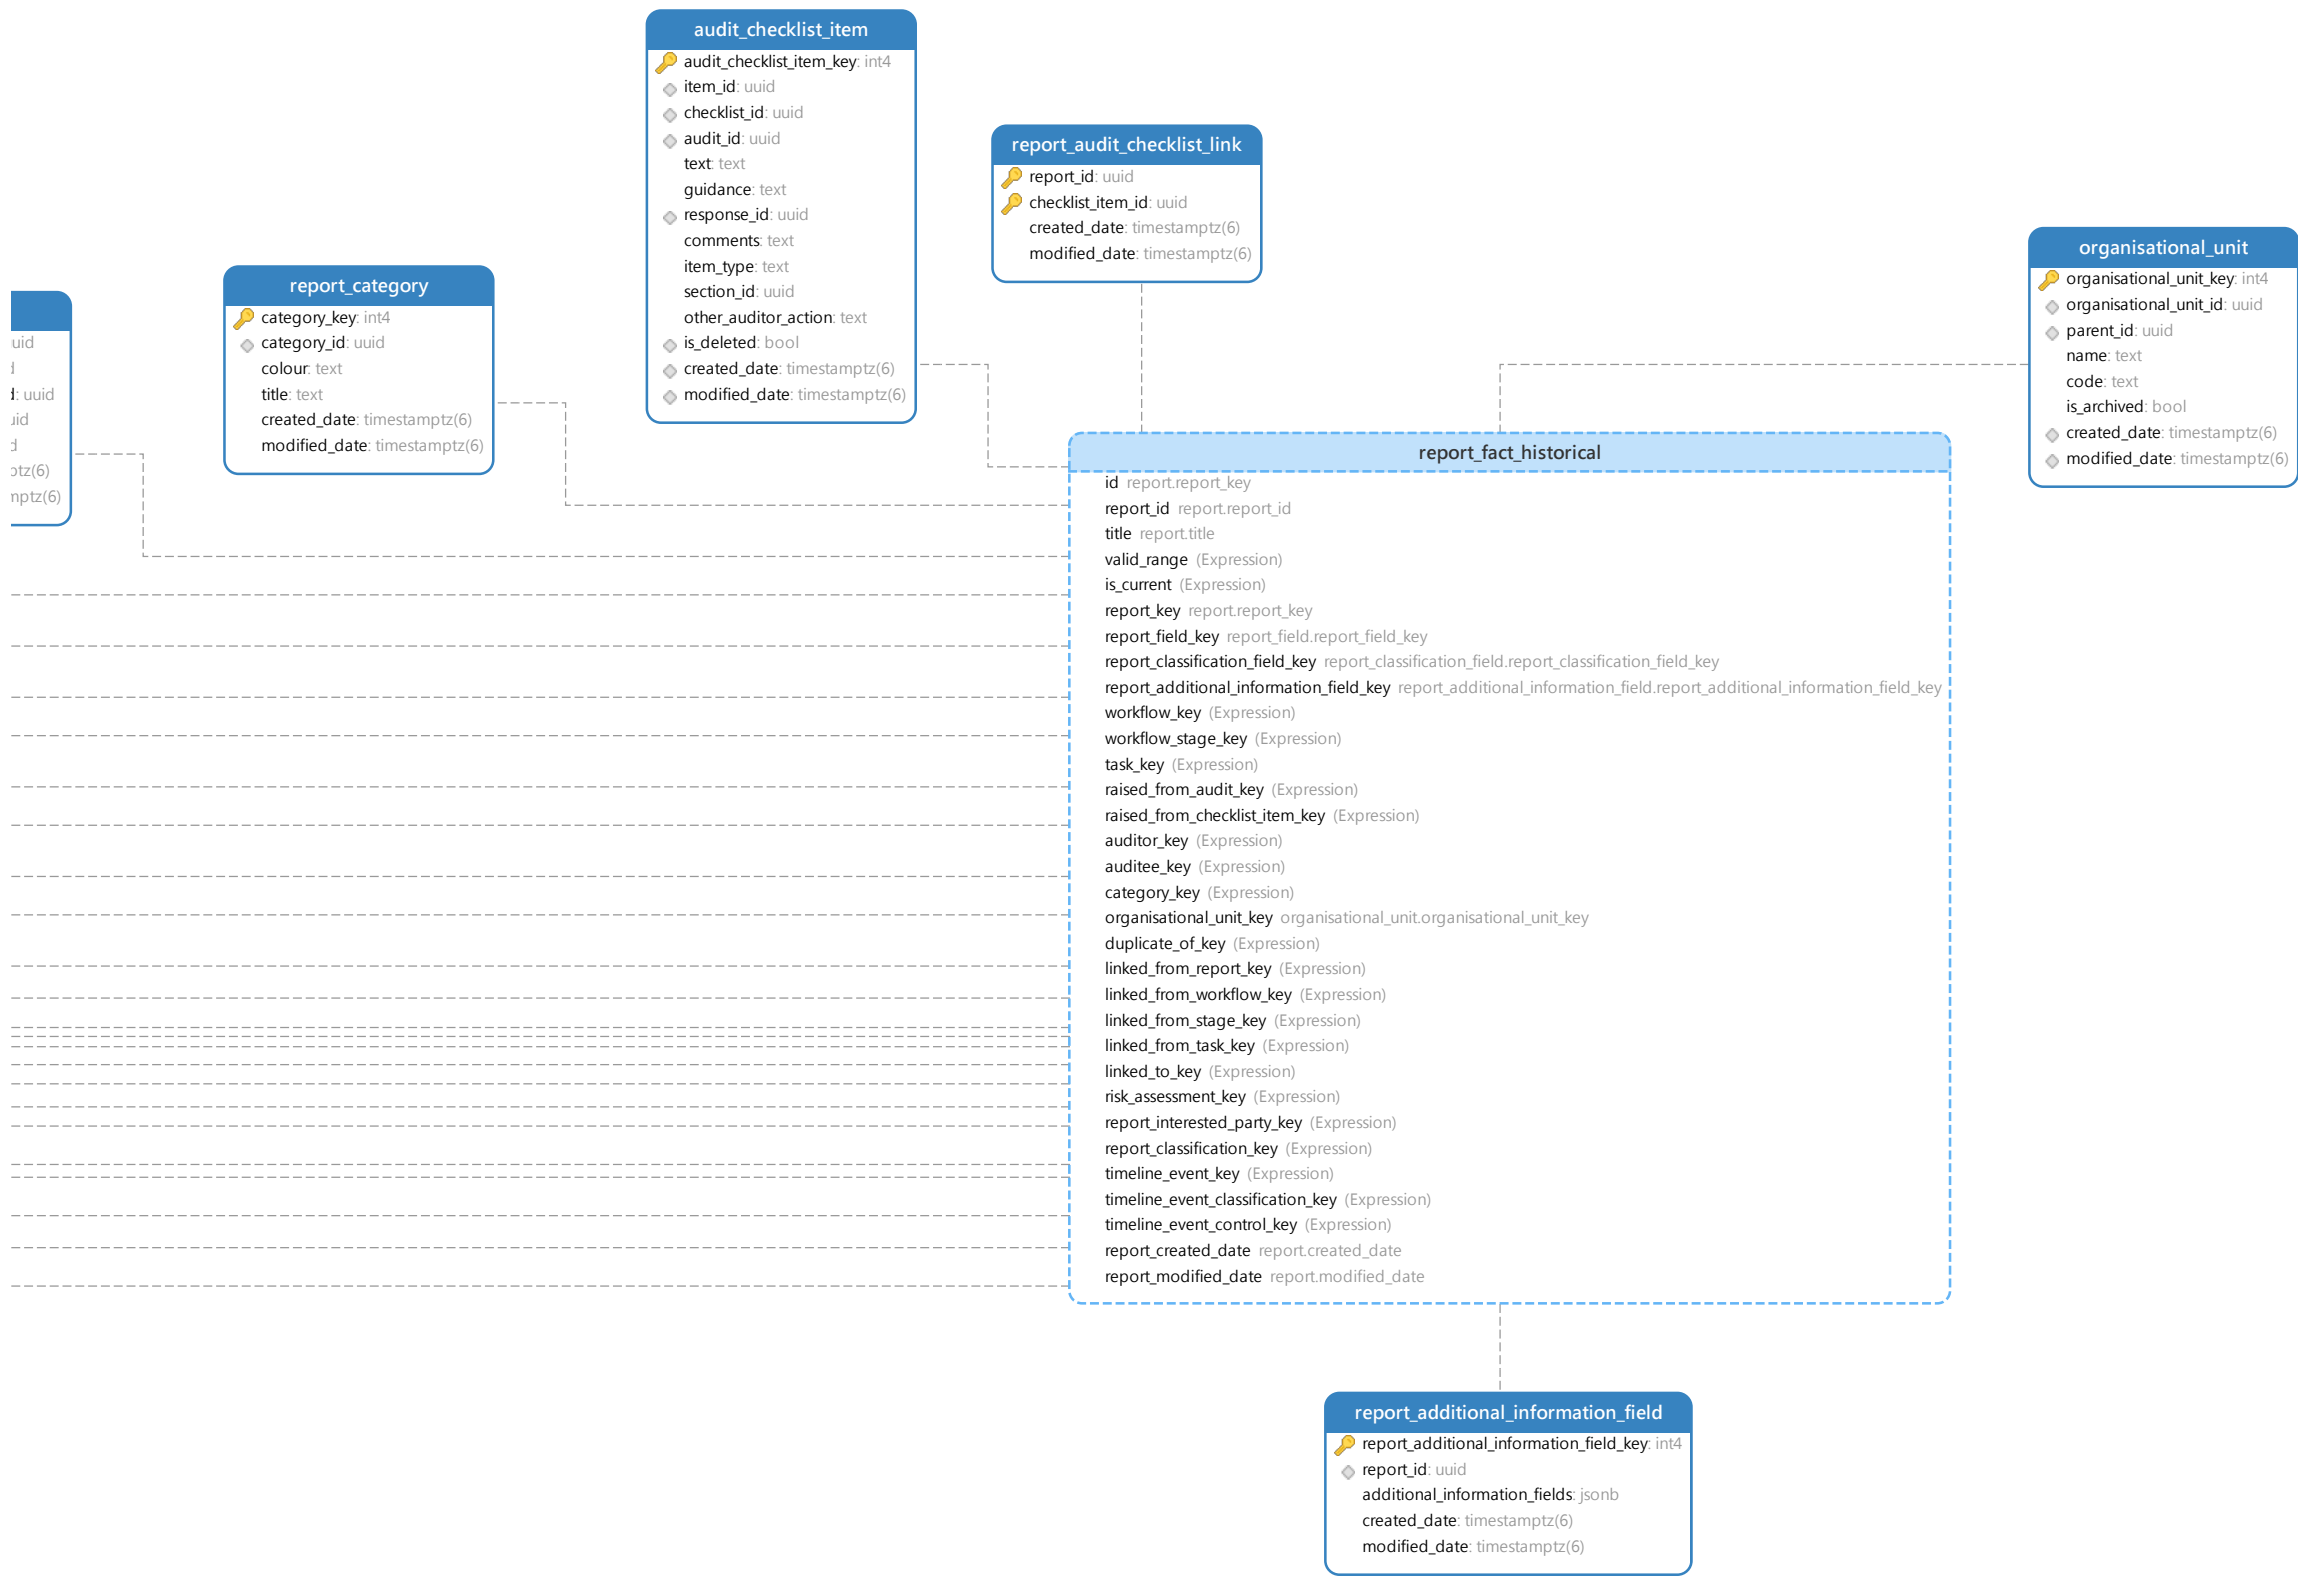 audit_checklist_item
audit_checklist_item_key: int4
item_id: uuid
checklist_id: uuid
audit_id: uuid
text: text
guidance: text
response_id: uuid
comments: text
item_type: text
section_id: uuid
other_auditor_action: text
is_deleted: bool
created_date: timestamptz(6)
modified_date: timestamptz(6)
report_audit_checklist_link
report_id: uuid
checklist_item_id: uuid
created_date: timestamptz(6)
modified_date: timestamptz(6)
organisational_unit
organisational_unit_key: int4
organisational_unit_id: uuid
parent_id: uuid
name: text
code: text
is_archived: bool
created_date: timestamptz(6)
modified_date: timestamptz(6)
report_category
category_key: int4
category_id: uuid
colour: text
title: text
created_date: timestamptz(6)
modified_date: timestamptz(6)
: uuid
report_fact_historical
id report.report_key
report_id report.report_id
title report.title
valid_range (Expression)
is_current (Expression)
report_key report.report_key
report_field_key report_field.report_field_key
report_classification_field_key report_classification_field.report_classification_field_key
report_additional_information_field_key report_additional_information_field.report_additional_information_field_key
workflow_key (Expression)
workflow_stage_key (Expression)
task_key (Expression)
raised_from_audit_key (Expression)
raised_from_checklist_item_key (Expression)
auditor_key (Expression)
auditee_key (Expression)
category_key (Expression)
organisational_unit_key organisational_unit.organisational_unit_key
duplicate_of_key (Expression)
linked_from_report_key (Expression)
linked_from_workflow_key (Expression)
linked_from_stage_key (Expression)
linked_from_task_key (Expression)
linked_to_key (Expression)
risk_assessment_key (Expression)
report_interested_party_key (Expression)
report_classification_key (Expression)
timeline_event_key (Expression)
timeline_event_classification_key (Expression)
timeline_event_control_key (Expression)
report_created_date report.created_date
report_modified_date report.modified_date
report_additional_information_field
report_additional_information_field_key: int4
report_id: uuid
additional_information_fields: jsonb
created_date: timestamptz(6)
modified_date: timestamptz(6)